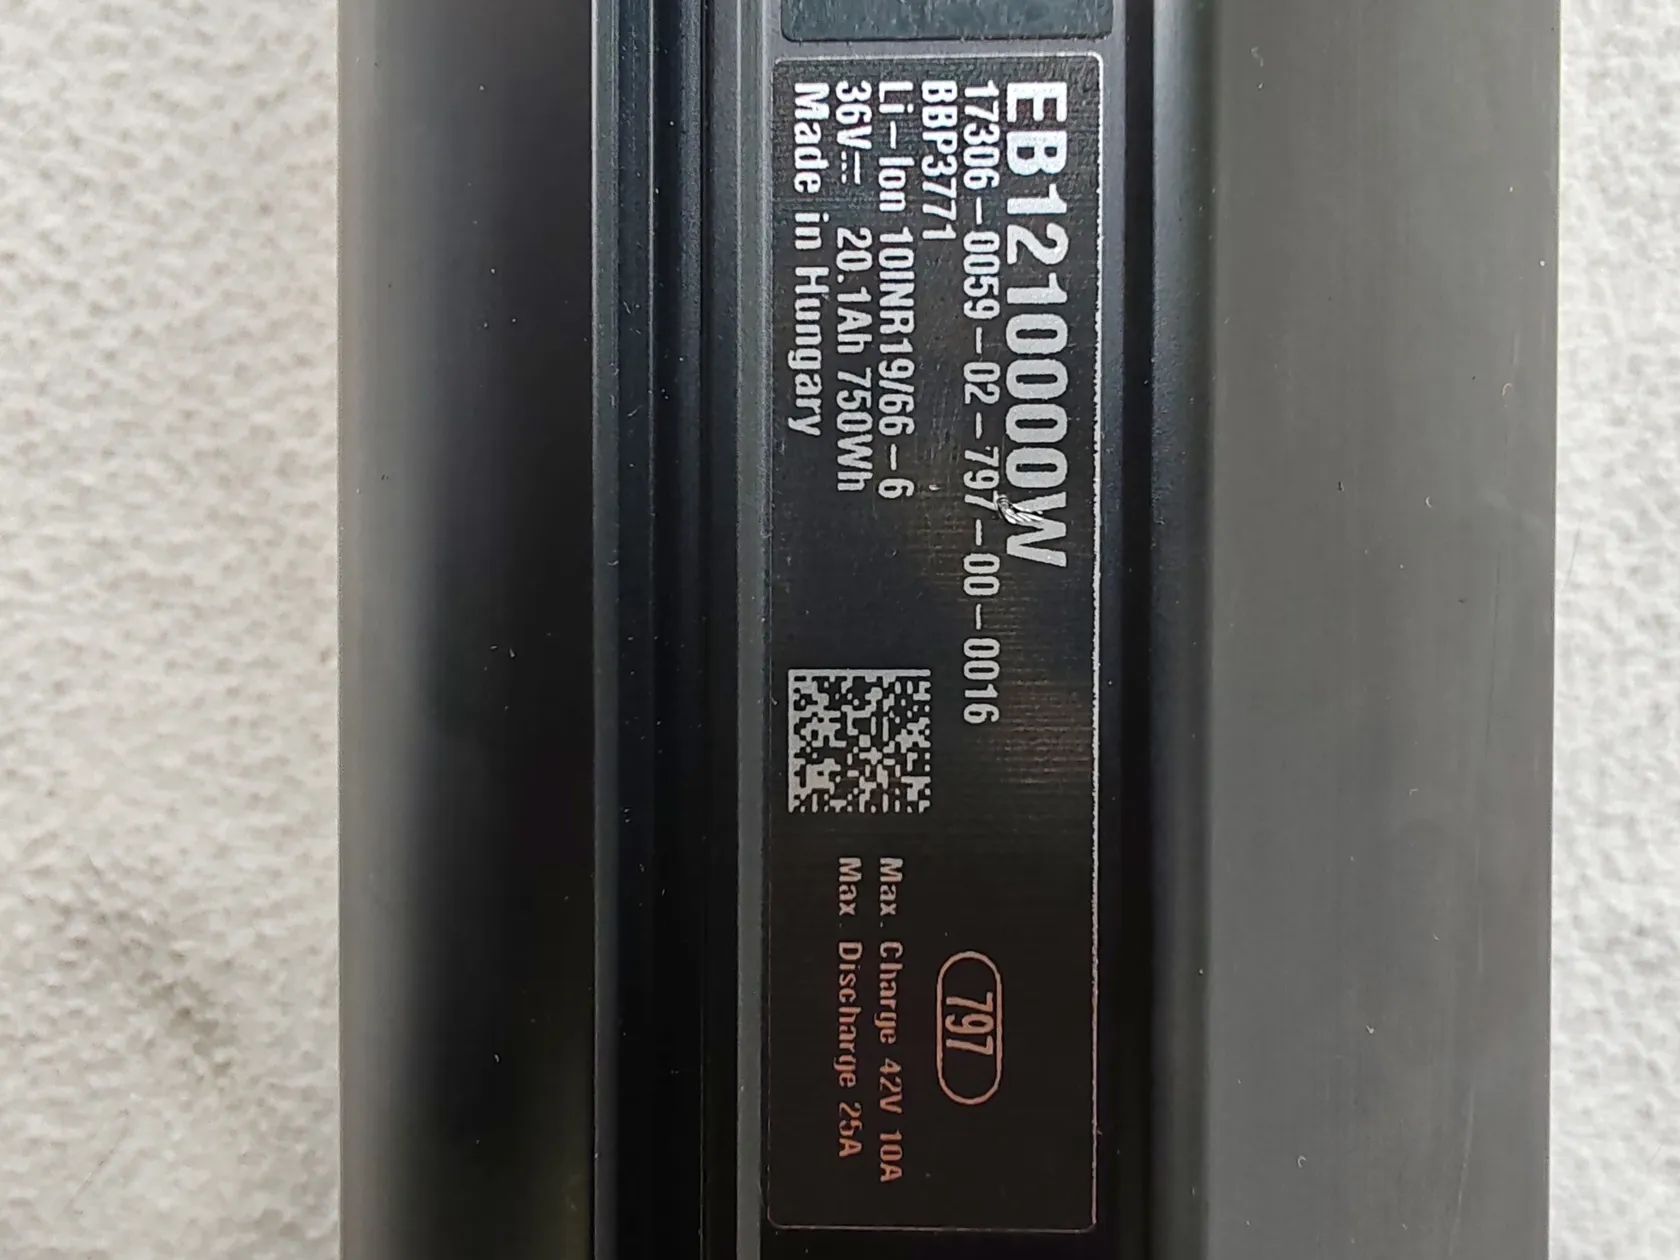 EB1210000W
17306-0059-02-797-00-0016
BBP3771
Li-Ion 10INR19/66-6
36V⎓ 20.1Ah 750Wh
Made in Hungary
797
Max. Charge 42V 10A
Max. Discharge 25A